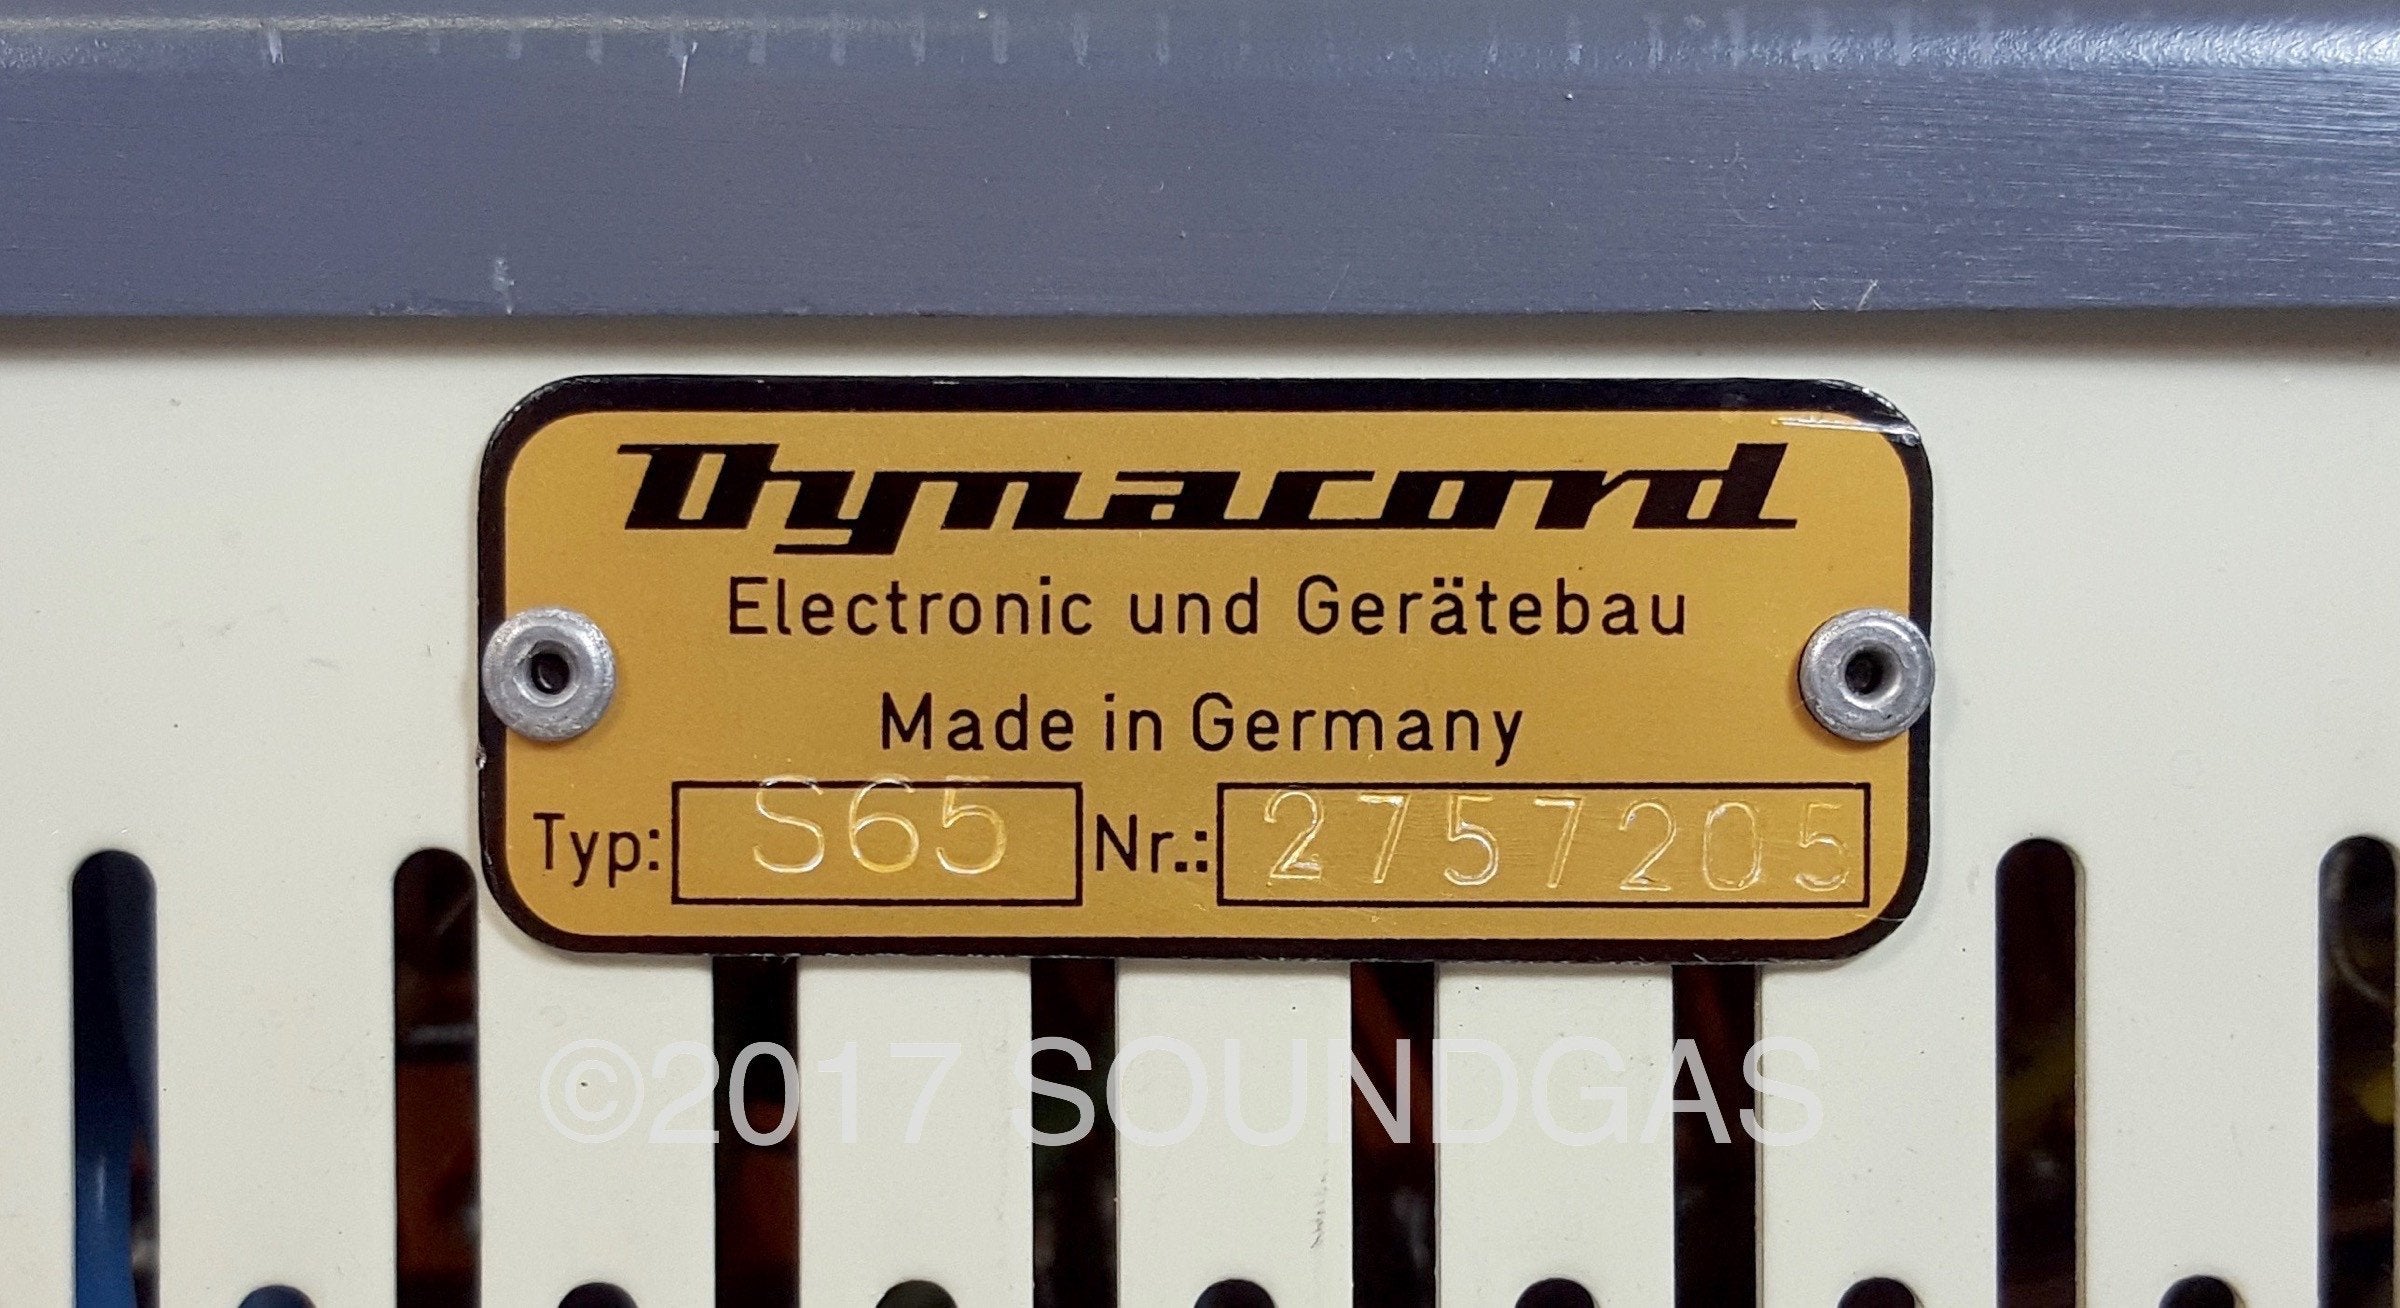 Dynacord
Electronic und Gerätebau
Made in Germany
Typ: S65 Nr.: 2757205
©2017 SOUNDGAS